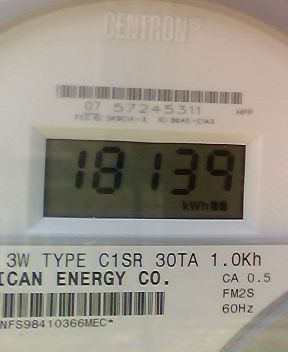 CENTRON®
07 57245311
18139
kWh
3W TYPE C1SR 30TA 1.0Kh
ICAN ENERGY CO.
CA 0.5
FM2S
60Hz
NFS98410366MEC*